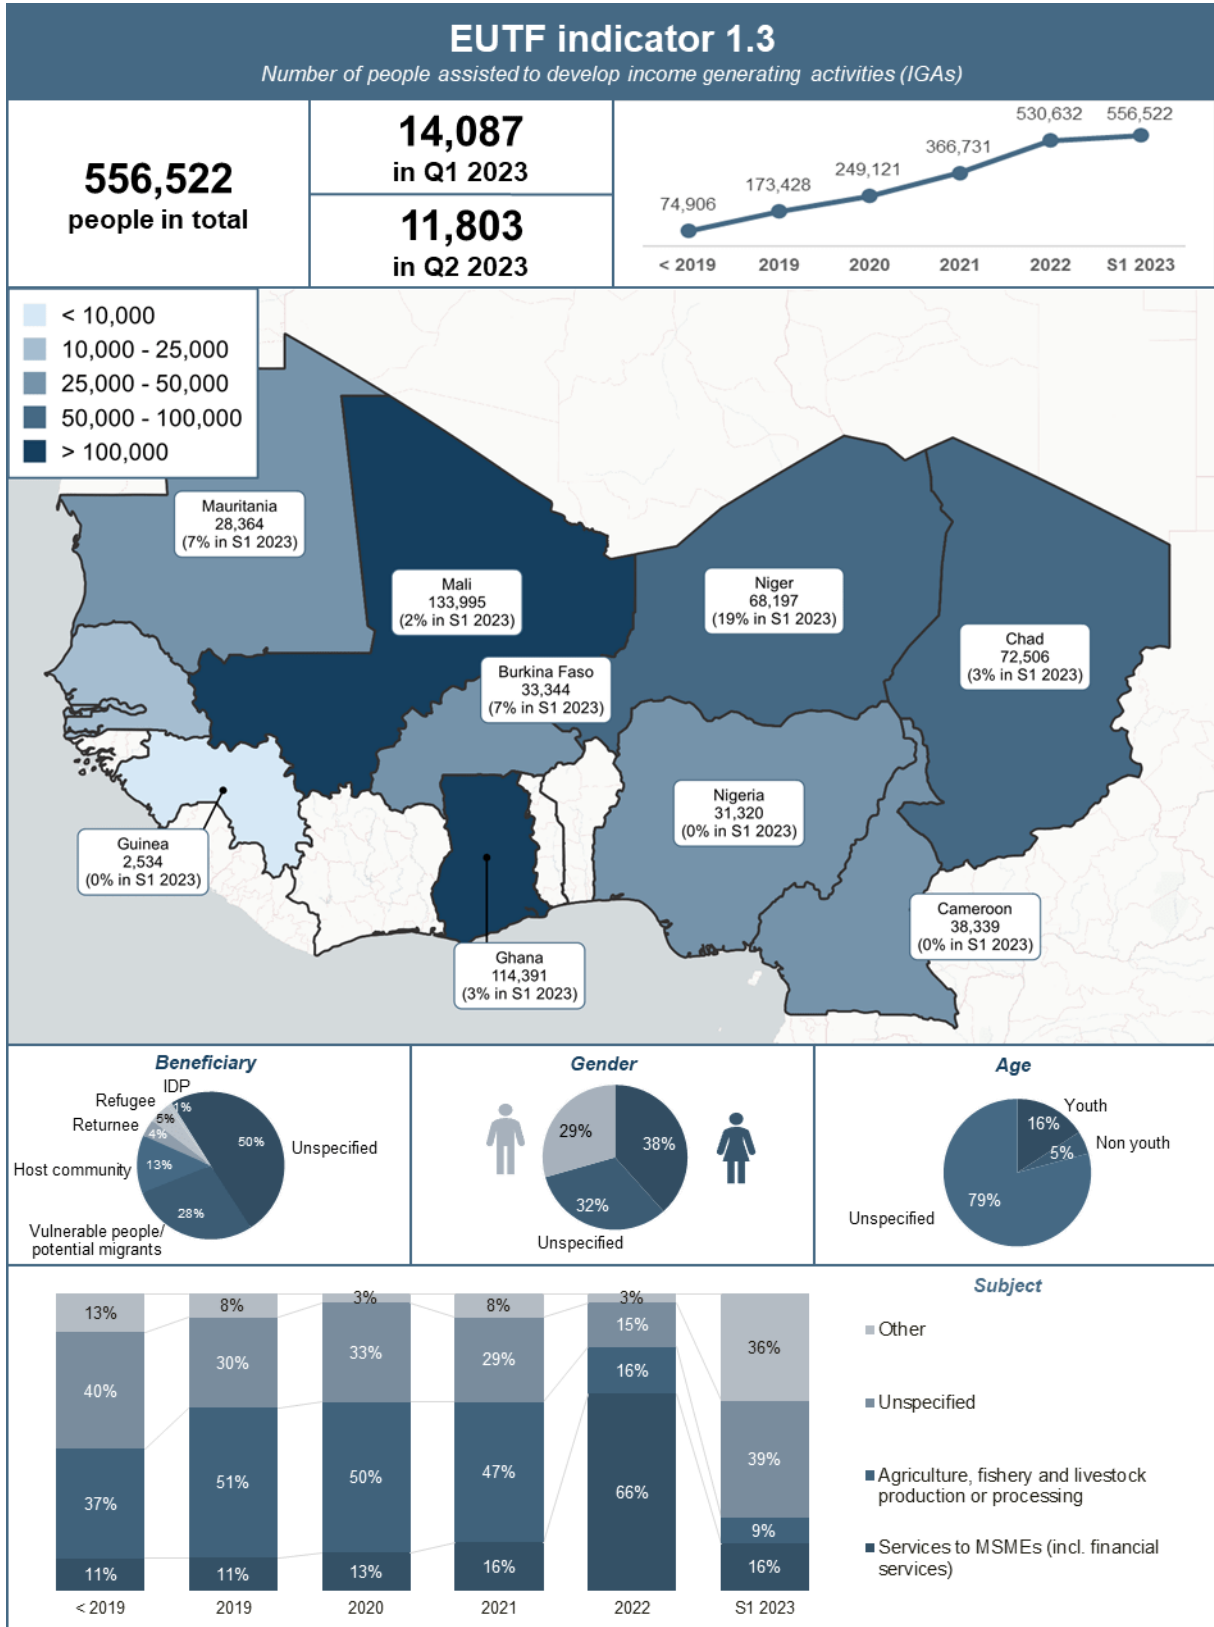 EUTF indicator 1.3
Number of people assisted to develop income generating activities (IGAs)
556,522
people in total
14,087
in Q1 2023
11,803
in Q2 2023
74,906
173,428
249,121
366,731
530,632
556,522
< 2019
2019
2020
2021
2022
S1 2023
< 10,000
10,000 - 25,000
25,000 - 50,000
50,000 - 100,000
> 100,000
Mauritania
28,364
(7% in S1 2023)
Mali
133,995
(2% in S1 2023)
Niger
68,197
(19% in S1 2023)
Chad
72,506
(3% in S1 2023)
Burkina Faso
33,344
(7% in S1 2023)
Nigeria
31,320
(0% in S1 2023)
Guinea
2,534
(0% in S1 2023)
Cameroon
38,339
(0% in S1 2023)
Ghana
114,391
(3% in S1 2023)
Beneficiary
IDP
1%
Refugee
5%
Returnee
4%
Host community
13%
Vulnerable people/
potential migrants
28%
50%
Unspecified
Gender
29%
38%
32%
Unspecified
Age
Youth
16%
Non youth
5%
79%
Unspecified
13%
40%
37%
11%
< 2019
8%
30%
51%
11%
2019
3%
33%
50%
13%
2020
8%
29%
47%
16%
2021
3%
15%
16%
66%
2022
36%
39%
9%
16%
S1 2023
Subject
Other
Unspecified
Agriculture, fishery and livestock
production or processing
Services to MSMEs (incl. financial
services)